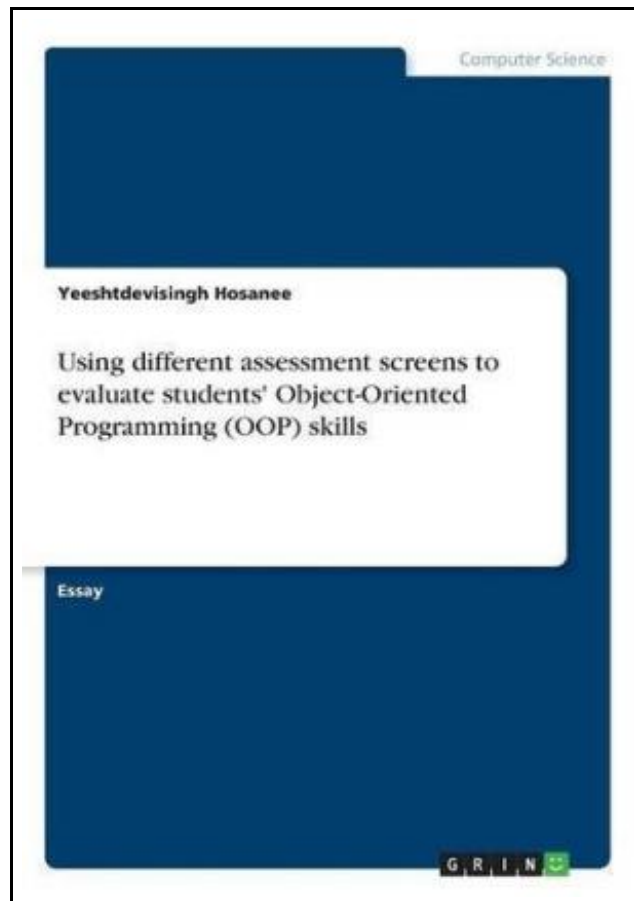 Computer Science
Yeeshtdevisingh Hosanee
Using different assessment screens to
evaluate students' Object-Oriented
Programming (OOP) skills
Essay
GRIN